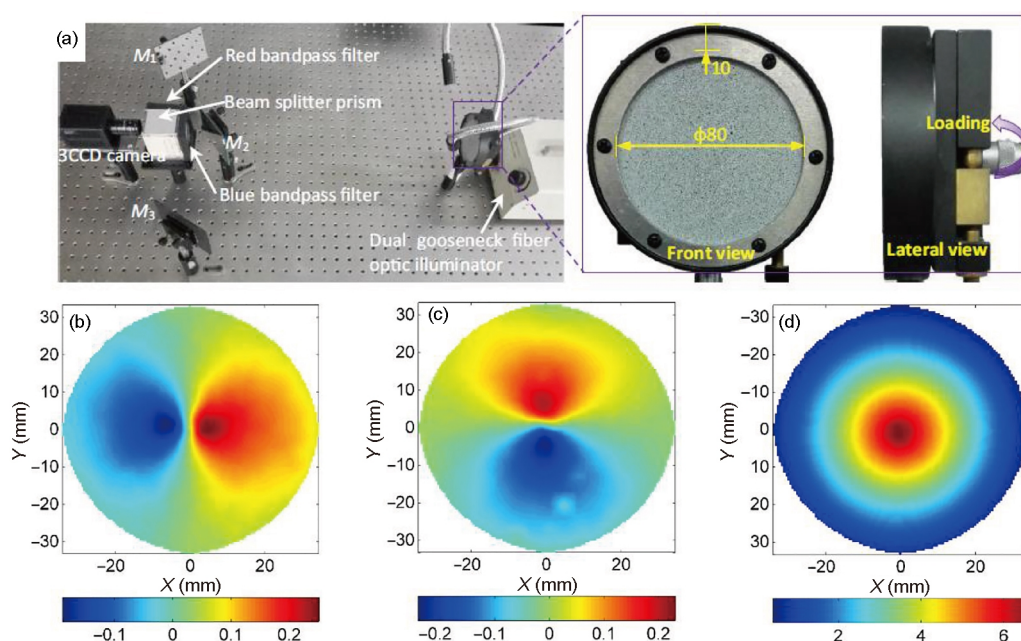 (a)
M1
Red bandpass filter
Beam splitter prism
3CCD camera
M2
Blue bandpass filter
M3
Dual gooseneck fiber
optic illuminator
10
ϕ80
Front view
Loading
Lateral view
(b)
30
20
10
0
−10
−20
−30
Y (mm)
−20 0 20
X (mm)
−0.1 0 0.1 0.2
(c)
30
20
10
0
−10
−20
−30
Y (mm)
−20 0 20
X (mm)
−0.2 −0.1 0 0.1 0.2
(d)
−30
−20
−10
0
10
20
30
Y (mm)
−20 0 20
X (mm)
2 4 6